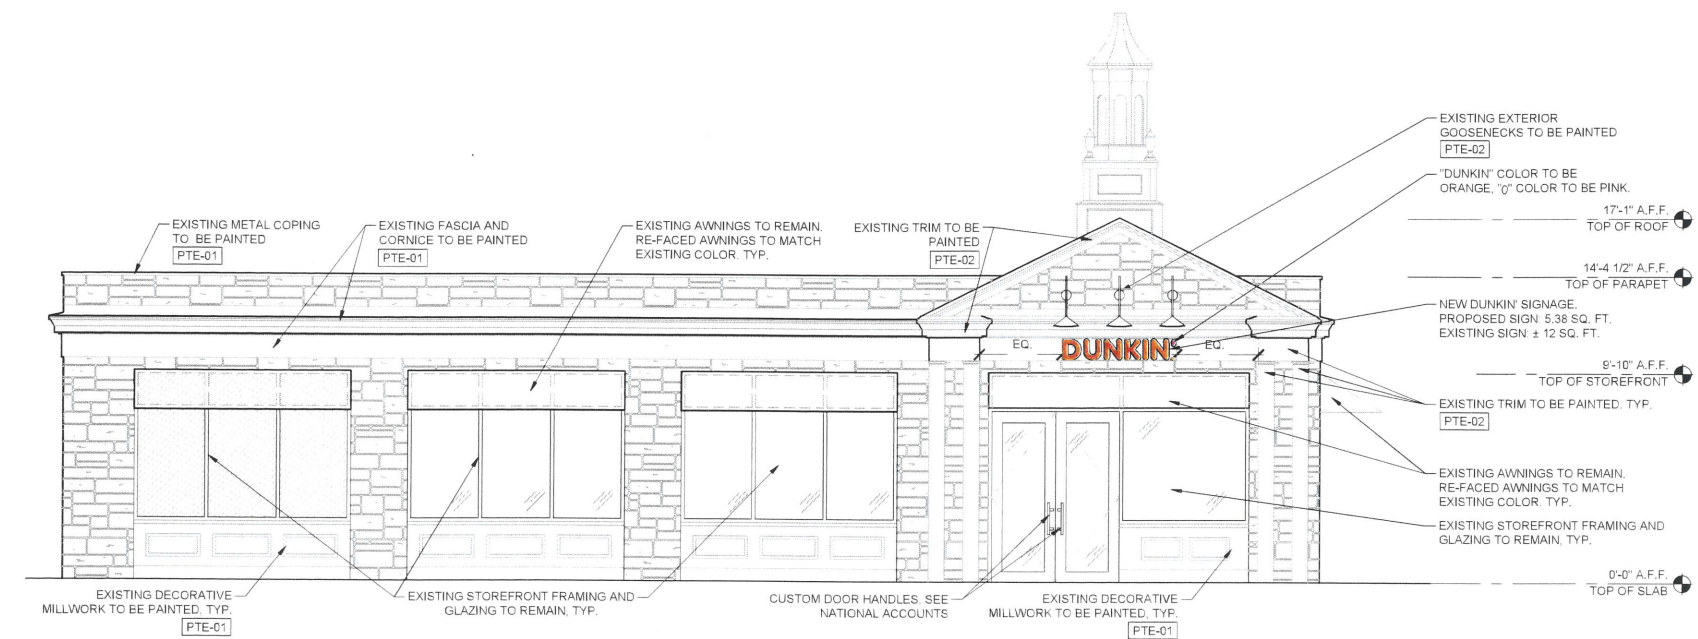 EXISTING EXTERIOR
GOOSENECKS TO BE PAINTED
PTE-02
"DUNKIN" COLOR TO BE
ORANGE, "0" COLOR TO BE PINK.
17'-1" A.F.F.
TOP OF ROOF
EXISTING METAL COPING
TO BE PAINTED
PTE-01
EXISTING FASCIA AND
CORNICE TO BE PAINTED
PTE-01
EXISTING AWNINGS TO REMAIN.
RE-FACED AWNINGS TO MATCH
EXISTING COLOR. TYP.
EXISTING TRIM TO BE
PAINTED
PTE-02
14'-4 1/2" A.F.F.
TOP OF PARAPET
NEW DUNKIN' SIGNAGE.
PROPOSED SIGN: 5.38 SQ. FT.
EXISTING SIGN: ± 12 SQ. FT.
EQ.
DUNKIN'
EQ.
9'-10" A.F.F.
TOP OF STOREFRONT
EXISTING TRIM TO BE PAINTED. TYP.
PTE-02
EXISTING AWNINGS TO REMAIN.
RE-FACED AWNINGS TO MATCH
EXISTING COLOR. TYP.
EXISTING STOREFRONT FRAMING AND
GLAZING TO REMAIN, TYP.
0'-0" A.F.F.
TOP OF SLAB
EXISTING DECORATIVE
MILLWORK TO BE PAINTED, TYP.
PTE-01
EXISTING STOREFRONT FRAMING AND
GLAZING TO REMAIN, TYP.
CUSTOM DOOR HANDLES, SEE
NATIONAL ACCOUNTS
EXISTING DECORATIVE
MILLWORK TO BE PAINTED, TYP.
PTE-01